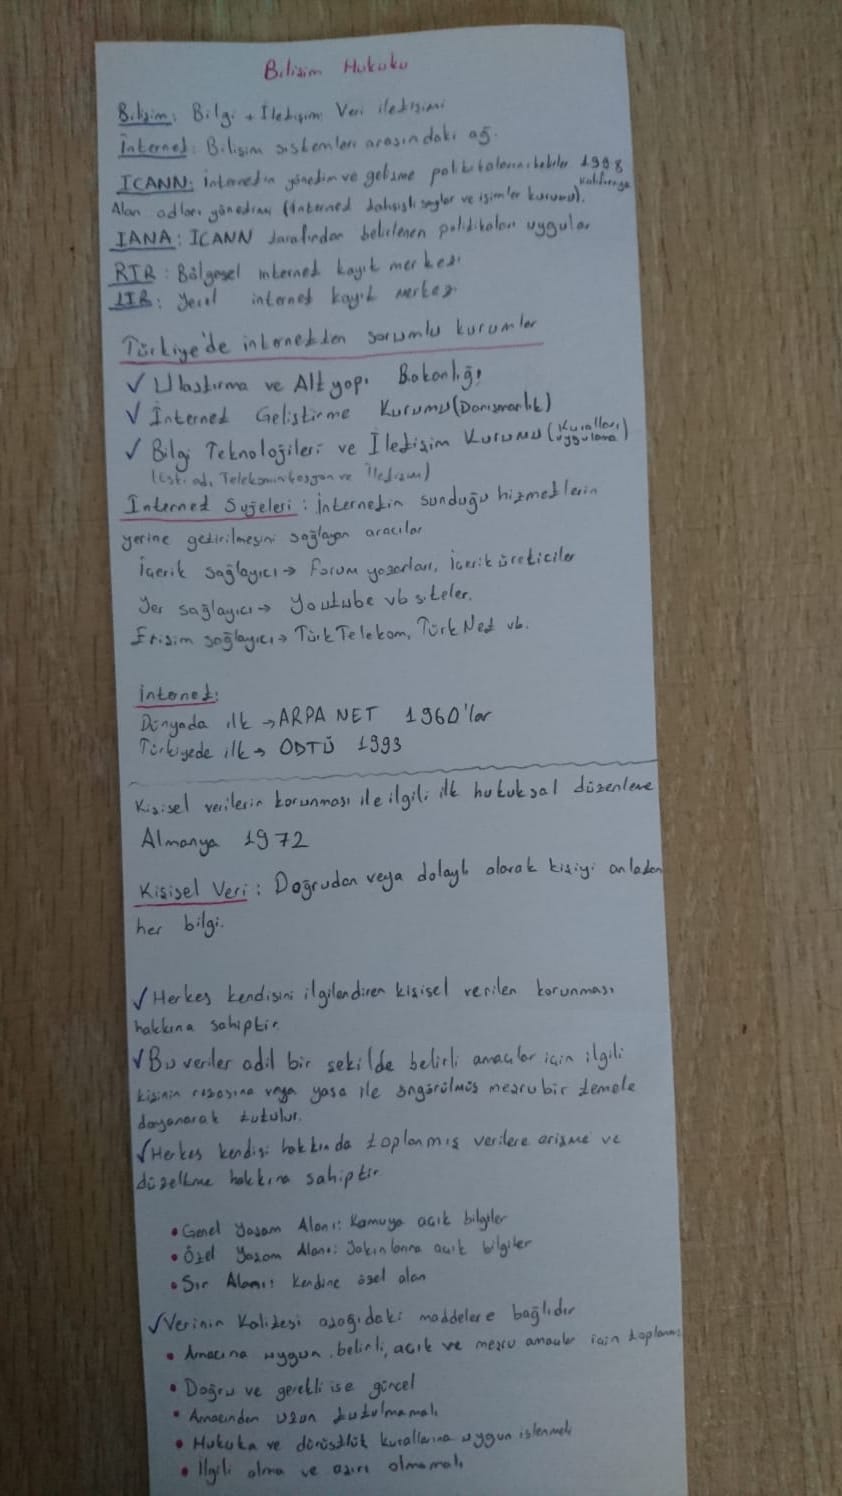 Bilişim Hukuku
Bilişim: Bilgi + İletişim Veri iletişimi
İnternet: Bilişim sistemleri arasındaki ağ.
ICANN: İnternetin yönetim ve gelişme politikalarını belirler 1998
Kaliforniya
Alan adları yönetimi (İnternet tahsisli sayılar ve isimler kurumu).
IANA: ICANN tarafından belirlenen politikaları uygular
RIR: Bölgesel internet kayıt merkezi
LIR: Yerel internet kayıt merkezi
Türkiye'de internetten sorumlu kurumlar
✓ Ulaştırma ve Altyapı Bakanlığı
✓ İnternet Geliştirme Kurumu (Danışmanlık)
✓ Bilgi Teknolojileri ve İletişim Kurumu (Kuralları uygulama)
(Eski adı, Telekominikasyon ve İletişim)
İnternet Sujeleri: İnternetin sunduğu hizmetlerin
yerine getirilmesini sağlayan aracılar
İçerik sağlayıcı → Forum yazarları, içerik üreticiler
Yer sağlayıcı → Youtube vb siteler.
Erişim sağlayıcı → Türk Telekom, TürkNet vb.
İnternet:
Dünyada ilk → ARPA NET 1960'lar
Türkiyede ilk → ODTÜ 1993
Kişisel verilerin korunması ile ilgili ilk hukuksal düzenleme
Almanya 1972
Kişisel Veri: Doğrudan veya dolaylı olarak kişiyi anlatan
her bilgi.
✓ Herkes kendisini ilgilendiren kişisel verilen korunması
hakkına sahiptir.
✓ Bu veriler adil bir şekilde belirli amaçlar için ilgili
kişinin rızasına veya yasa ile öngörülmüş meşru bir temele
dayanarak tutulur.
✓ Herkes kendisi hakkında toplanmış verilere erişme ve
düzeltme hakkına sahiptir
• Genel Yaşam Alanı: Kamuya açık bilgiler
• Özel Yaşam Alanı: Yakınlarına açık bilgiler
• Sır Alanı: Kendine özel alan
✓ Verinin Kalitesi aşağıdaki maddelere bağlıdır
• Amacına uygun, belirli, açık ve meşru amaçlar için toplanmış
• Doğru ve gerekli ise güncel
• Amacından uzun tutulmamalı
• Hukuka ve dürüstlük kurallarına uygun işlenmeli
• İlgili olma ve aşırı olmamalı